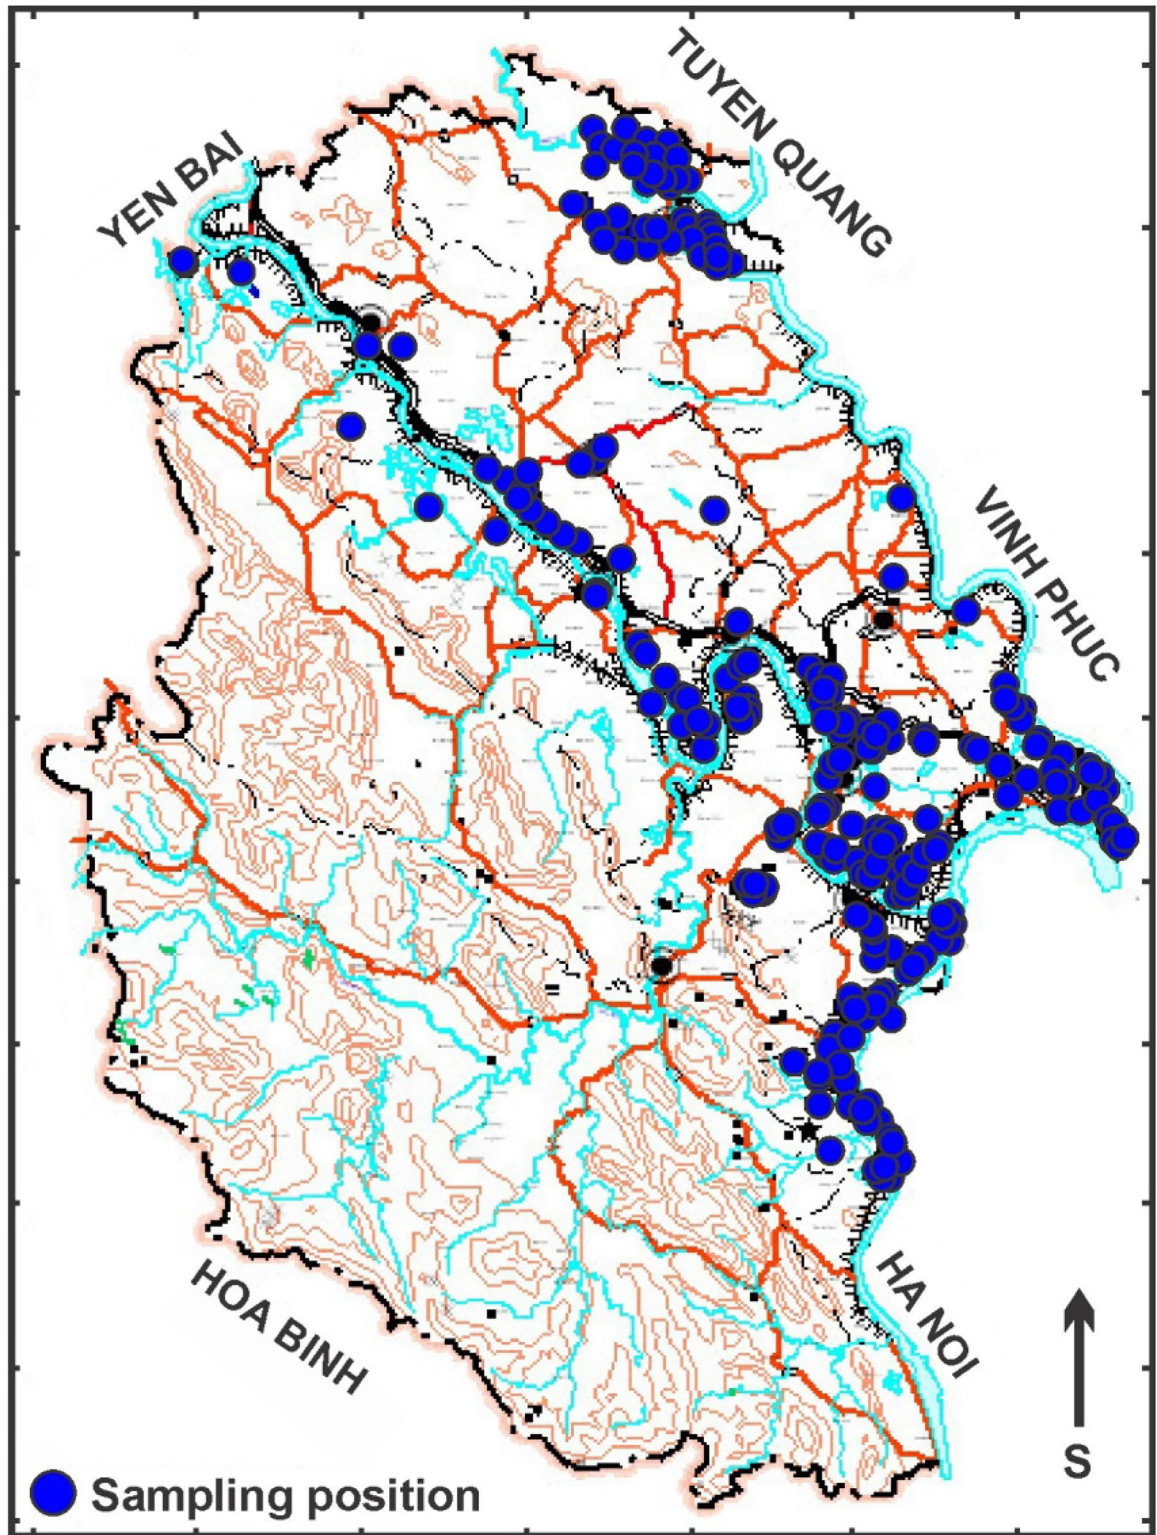 TUYEN QUANG
YEN BAI
VINH PHUC
HOA BINH
HA NOI
S
Sampling position